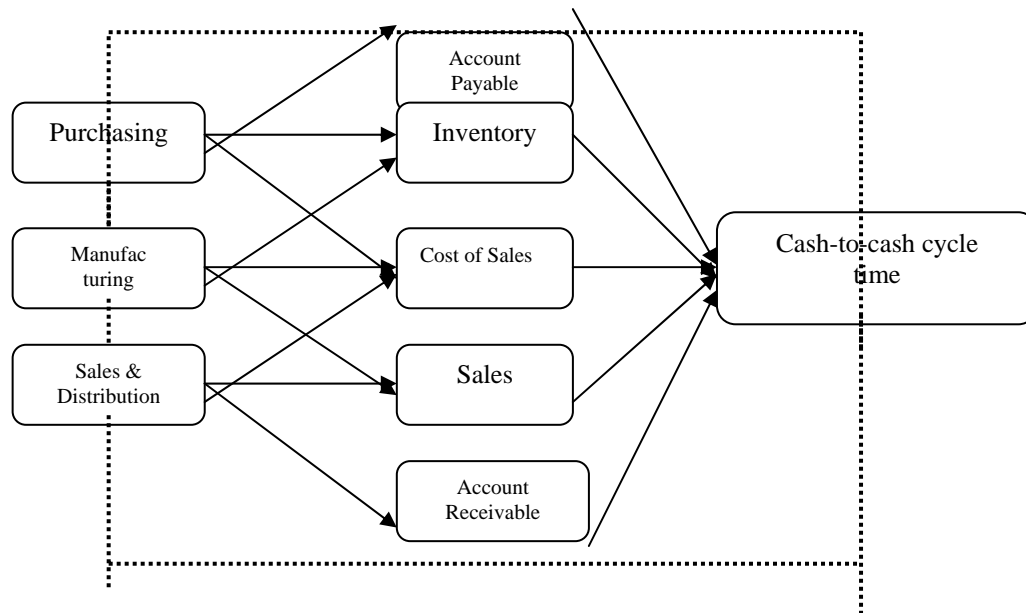 Account
Payable
Purchasing
Inventory
Manufac
turing
Cost of Sales
Cash-to-cash cycle
time
Sales &
Distribution
Sales
Account
Receivable